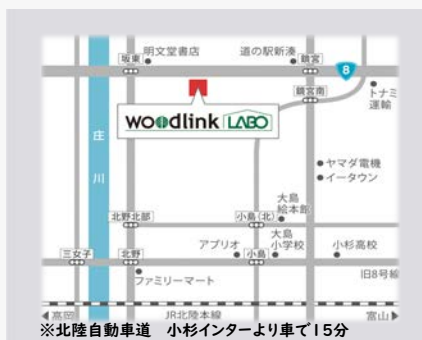 明文堂書店
道の駅新湊
坂東
鏡宮
8
鏡宮南
トナミ
運輸
woodlink LABO
庄川
ヤマダ電機
イータウン
大島
絵本館
北野北部
小島(北)
大島
小学校
アプリオ
小杉高校
三女子
北野
小島
ファミリーマート
旧8号線
◀高岡
JR北陸本線
富山▶
※北陸自動車道 小杉インターより車で15分